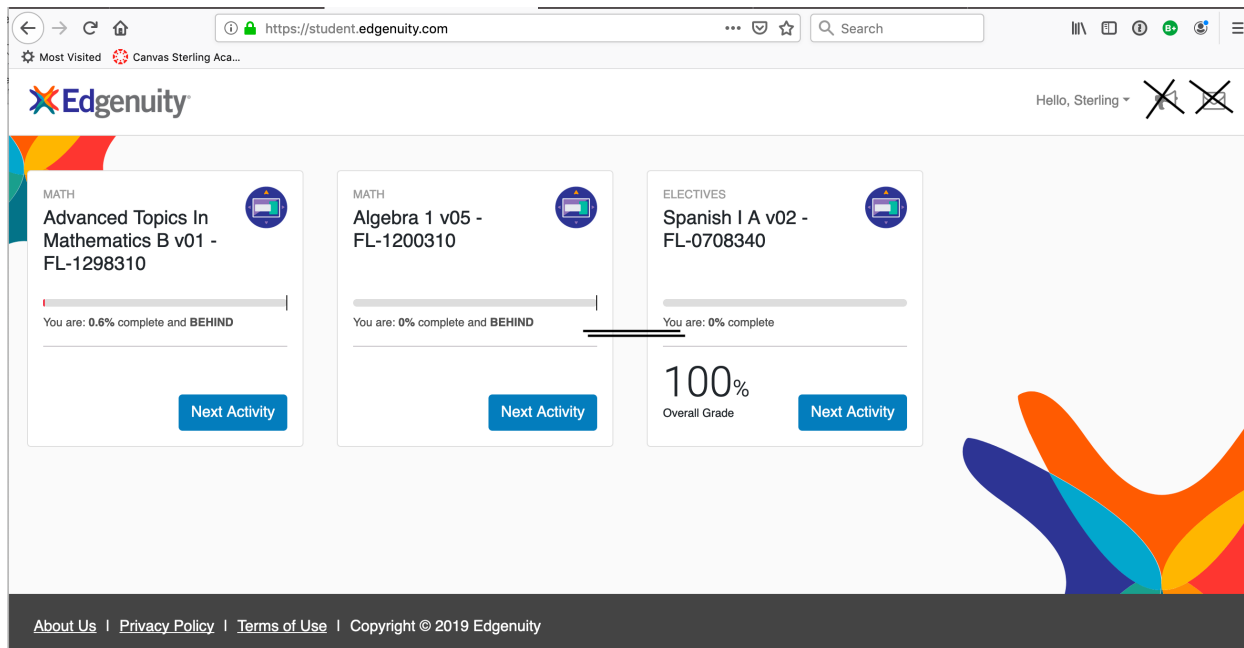 https://student.edgenuity.com
Search
Most Visited
Canvas Sterling Aca...
Edgenuity
Hello, Sterling
MATH
Advanced Topics In
Mathematics B v01 -
FL-1298310
You are: 0.6% complete and BEHIND
Next Activity
MATH
Algebra 1 v05 -
FL-1200310
You are: 0% complete and BEHIND
Next Activity
ELECTIVES
Spanish I A v02 -
FL-0708340
You are: 0% complete
100%
Overall Grade
Next Activity
About Us | Privacy Policy | Terms of Use | Copyright © 2019 Edgenuity